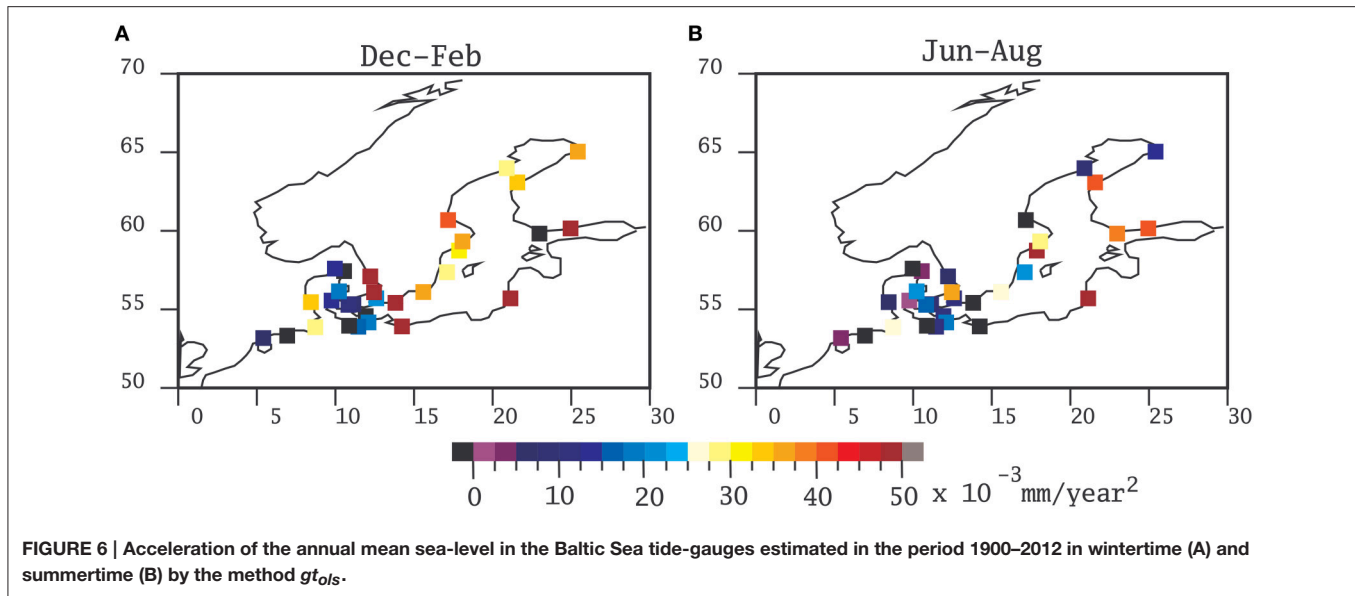 A
B
Dec-Feb
Jun-Aug
70
65
60
55
50
0 5 10 15 20 25 30
70
65
60
55
50
0 5 10 15 20 25 30
0 10 20 30 40 50 x 10 -3 mm/year2
FIGURE 6 | Acceleration of the annual mean sea-level in the Baltic Sea tide-gauges estimated in the period 1900–2012 in wintertime (A) and
summertime (B) by the method gtols.